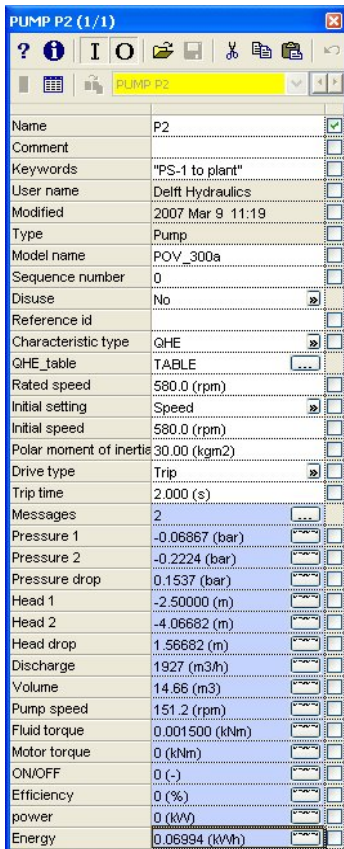 PUMP P2 (1/1)
? i I O
PUMP P2
Name P2
Comment
Keywords "PS-1 to plant"
User name Delft Hydraulics
Modified 2007 Mar 9 11:19
Type Pump
Model name POV_300a
Sequence number 0
Disuse No
Reference id
Characteristic type QHE
QHE_table TABLE ...
Rated speed 580.0 (rpm)
Initial setting Speed
Initial speed 580.0 (rpm)
Polar moment of inertia 30.00 (kgm2)
Drive type Trip
Trip time 2.000 (s)
Messages 2 ...
Pressure 1 -0.06867 (bar)
Pressure 2 -0.2224 (bar)
Pressure drop 0.1537 (bar)
Head 1 -2.50000 (m)
Head 2 -4.06682 (m)
Head drop 1.56682 (m)
Discharge 1927 (m3/h)
Volume 14.66 (m3)
Pump speed 151.2 (rpm)
Fluid torque 0.001500 (kNm)
Motor torque 0 (kNm)
ON/OFF 0 (-)
Efficiency 0 (%)
power 0 (kW)
Energy 0.06994 (kWh)